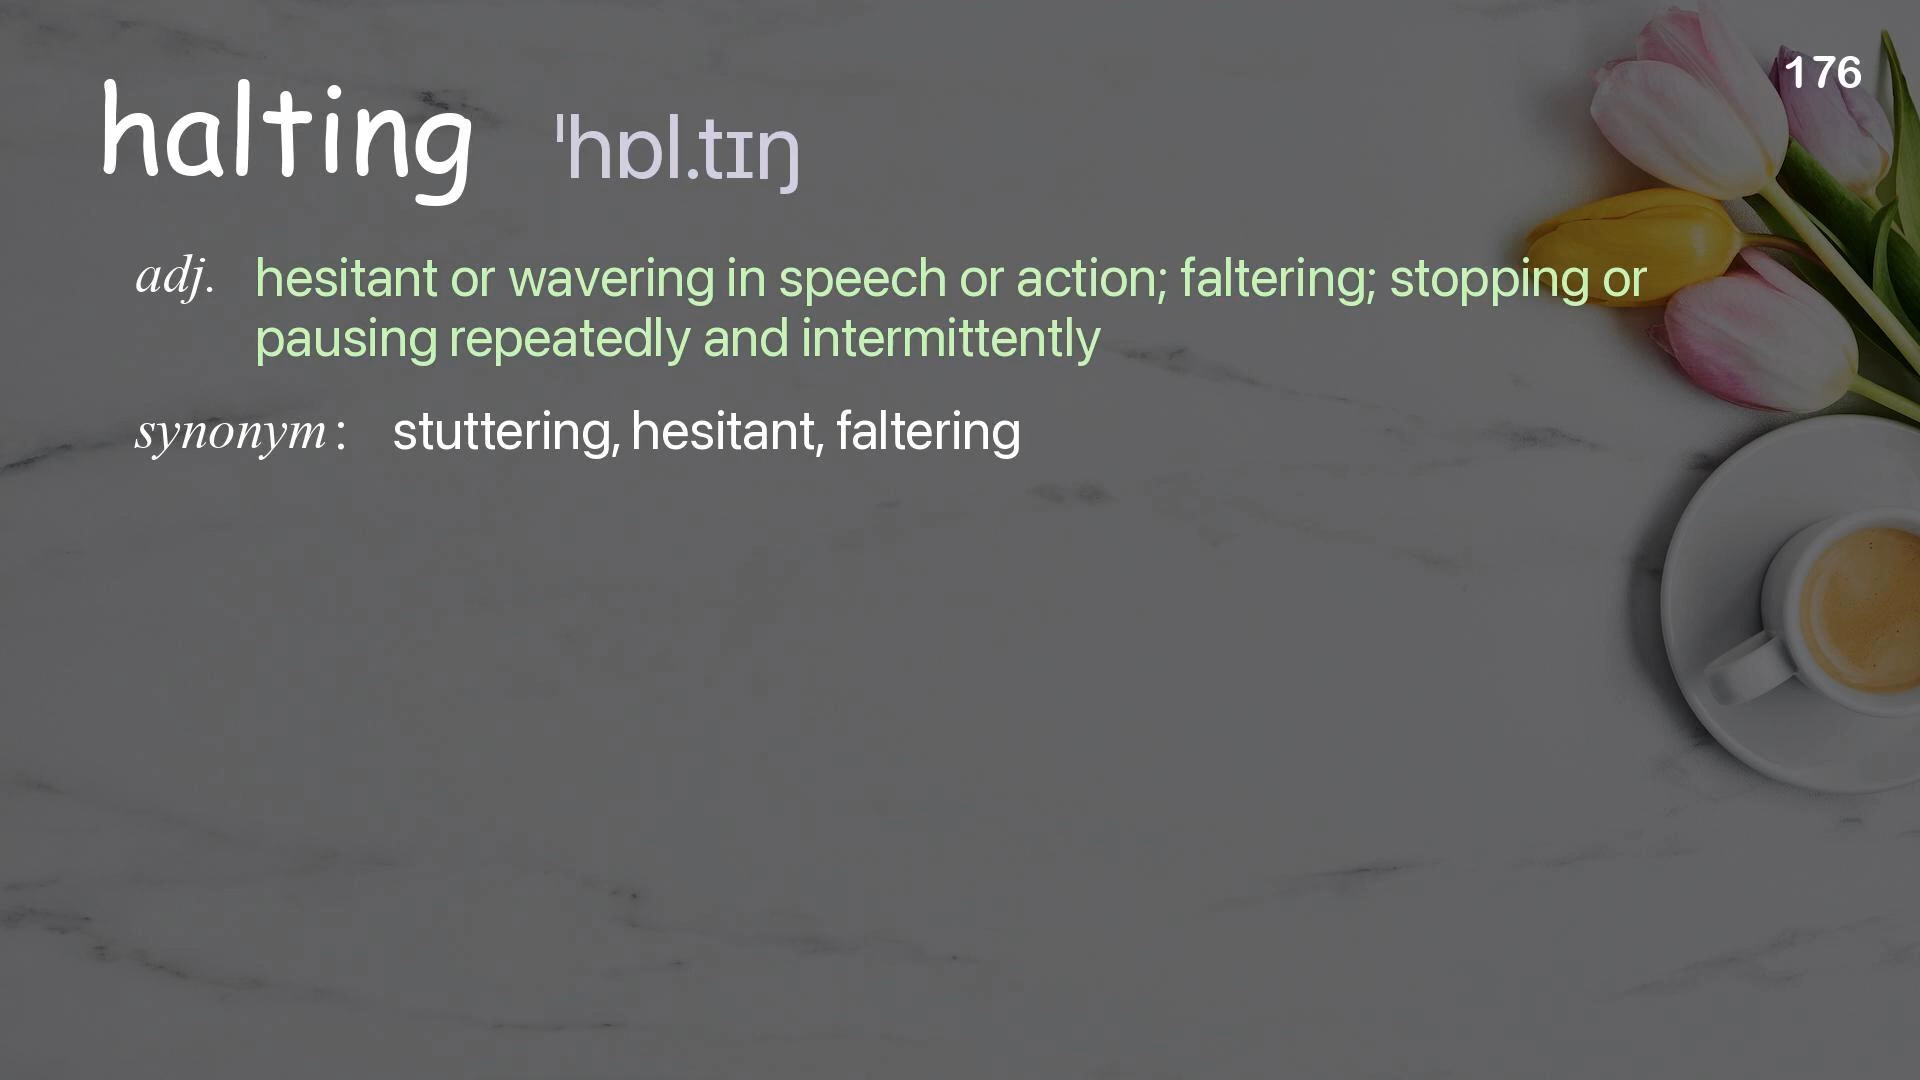 176
halting ˈhɒl.tɪŋ
adj. hesitant or wavering in speech or action; faltering; stopping or
pausing repeatedly and intermittently
synonym: stuttering, hesitant, faltering